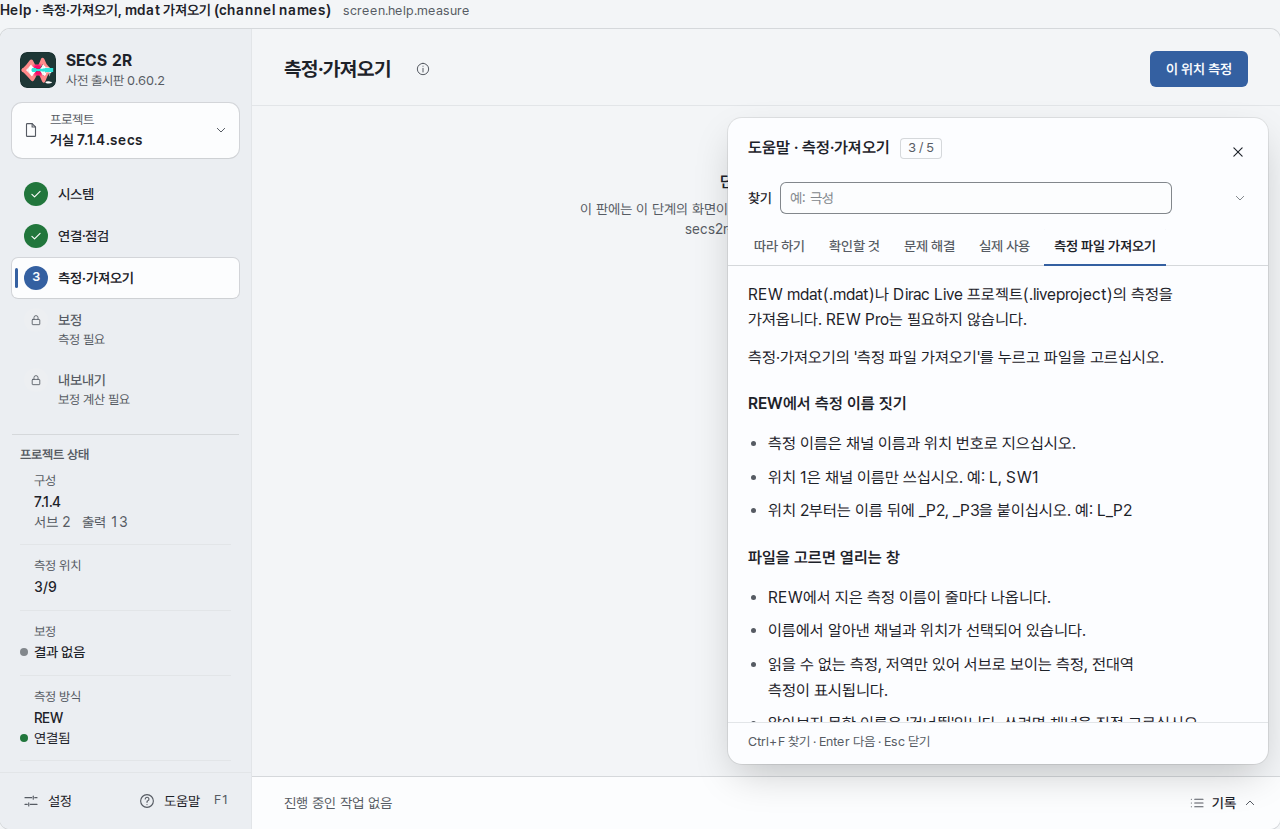 Help · 측정·가져오기, mdat 가져오기 (channel names) screen.help.measure
SECS 2R
사전 출시판 0.60.2
프로젝트
거실 7.1.4.secs
시스템
연결·점검
3 측정·가져오기
보정
측정 필요
내보내기
보정 계산 필요
프로젝트 상태
구성
7.1.4
서브 2 출력 13
측정 위치
3/9
보정
결과 없음
측정 방식
REW
연결됨
설정
도움말 F1
측정·가져오기
이 위치 측정
이 판에는 이 단계의 화면이
secs2r
도움말 · 측정·가져오기 3 / 5
찾기 예: 극성
따라 하기 확인할 것 문제 해결 실제 사용 측정 파일 가져오기
REW mdat(.mdat)나 Dirac Live 프로젝트(.liveproject)의 측정을
가져옵니다. REW Pro는 필요하지 않습니다.
측정·가져오기의 '측정 파일 가져오기'를 누르고 파일을 고르십시오.
REW에서 측정 이름 짓기
• 측정 이름은 채널 이름과 위치 번호로 지으십시오.
• 위치 1은 채널 이름만 쓰십시오. 예: L, SW1
• 위치 2부터는 이름 뒤에 _P2, _P3을 붙이십시오. 예: L_P2
파일을 고르면 열리는 창
• REW에서 지은 측정 이름이 줄마다 나옵니다.
• 이름에서 알아낸 채널과 위치가 선택되어 있습니다.
• 읽을 수 없는 측정, 저역만 있어 서브로 보이는 측정, 전대역
측정이 표시됩니다.
Ctrl+F 찾기 · Enter 다음 · Esc 닫기
진행 중인 작업 없음
기록